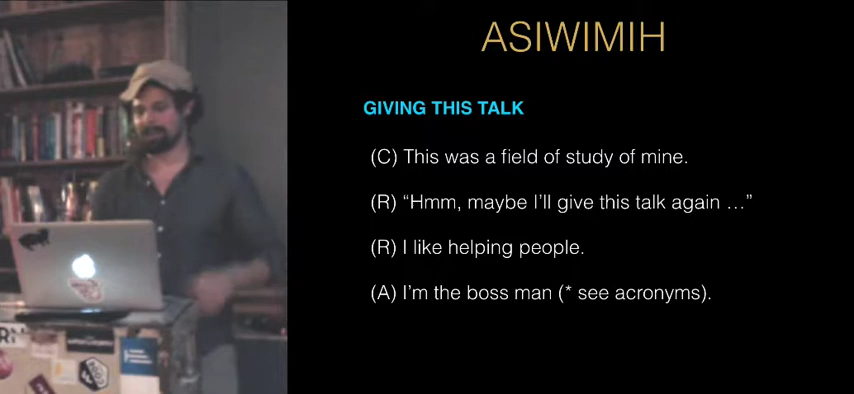 ASIWIMIH
GIVING THIS TALK
(C) This was a field of study of mine.
(R) “Hmm, maybe I’ll give this talk again …”
(R) I like helping people.
(A) I’m the boss man (* see acronyms).